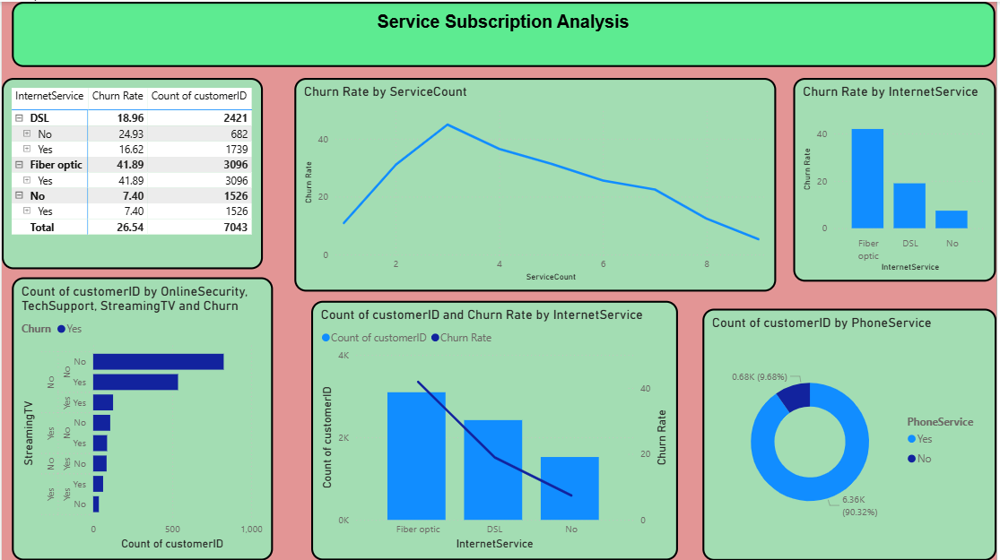 Service Subscription Analysis
InternetService Churn Rate Count of customerID
DSL 18.96 2421
No 24.93 682
Yes 16.62 1739
Fiber optic 41.89 3096
Yes 41.89 3096
No 7.40 1526
Yes 7.40 1526
Total 26.54 7043
Churn Rate by ServiceCount
Churn Rate
40
20
0
2 4 6 8
ServiceCount
Churn Rate by InternetService
Churn Rate
40
20
0
Fiber DSL No
optic
InternetService
Count of customerID by OnlineSecurity,
TechSupport, StreamingTV and Churn
Churn Yes
StreamingTV
No No No
Yes
Yes Yes
Yes No No
Yes
No Yes No
Yes Yes Yes
No
0 500 1,000
Count of customerID
Count of customerID and Churn Rate by InternetService
Count of customerID Churn Rate
Count of customerID
4K
2K
0K
40
20
0
Churn Rate
Fiber optic DSL No
InternetService
Count of customerID by PhoneService
0.68K (9.68%)
6.36K
(90.32%)
PhoneService
Yes
No